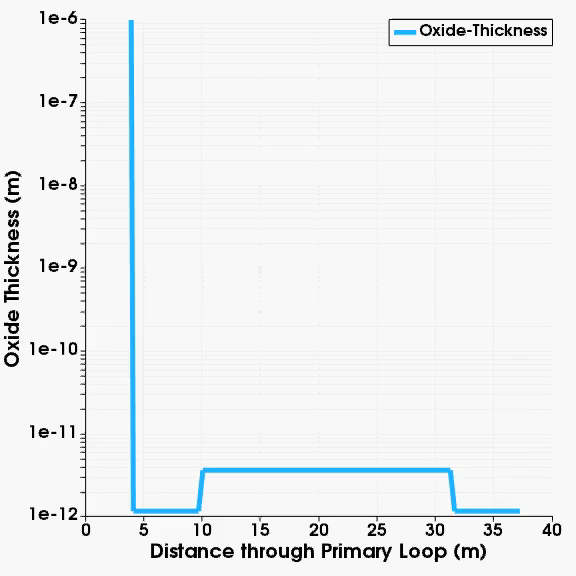 1e-6
Oxide-Thickness
1e-7
1e-8
1e-9
1e-10
1e-11
1e-12
Oxide Thickness (m)
0 5 10 15 20 25 30 35 40
Distance through Primary Loop (m)